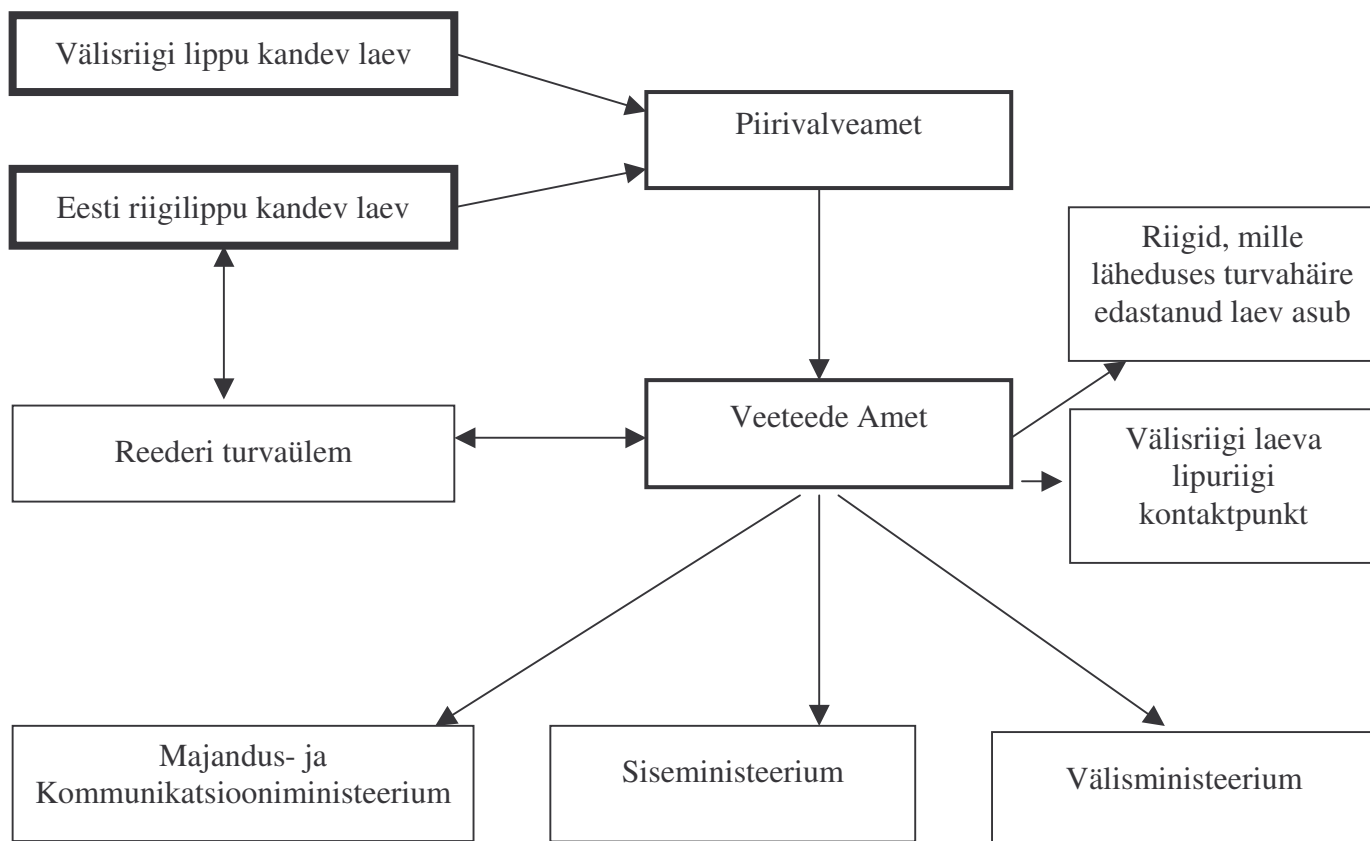 Välisriigi lippu kandev laev
Piirivalveamet
Eesti riigilippu kandev laev
Riigid, mille
läheduses turvahäire
edastanud laev asub
Veeteede Amet
Reederi turvaülem
Välisriigi laeva
lipuriigi
kontaktpunkt
Majandus- ja
Kommunikatsiooniministeerium
Siseministeerium
Välisministeerium